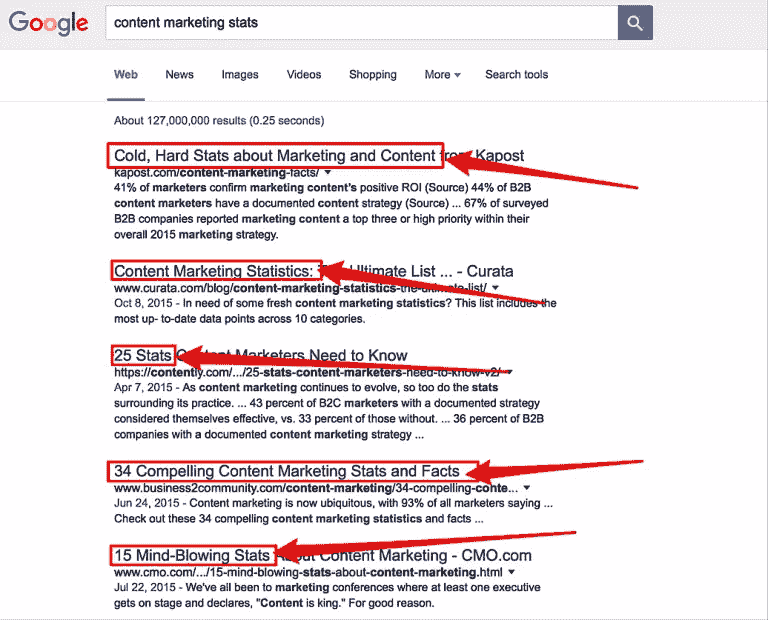 Google
content marketing stats
Web News Images Videos Shopping More Search tools
About 127,000,000 results (0.25 seconds)
Cold, Hard Stats about Marketing and Content from Kapost
kapost.com/content-marketing-facts/
41% of marketers confirm marketing content's positive ROI (Source) 44% of B2B
content marketers have a documented content strategy (Source) ... 67% of surveyed
B2B companies reported marketing content a top three or high priority within their
overall 2015 marketing strategy.
Content Marketing Statistics: The Ultimate List ... - Curata
www.curata.com/blog/content-marketing-statistics-the-ultimate-list/
Oct 8, 2015 - In need of some fresh content marketing statistics? This list includes the
most up- to-date data points across 10 categories.
25 Stats Content Marketers Need to Know
https://contently.com/.../25-stats-content-marketers-need-to-know-v2/
Apr 7, 2015 - As content marketing continues to evolve, so too do the stats
surrounding its practice. ... 43 percent of B2C marketers with a documented strategy
considered themselves effective, vs. 33 percent of those without. ... 36 percent of B2B
companies with a documented content marketing strategy ...
34 Compelling Content Marketing Stats and Facts
www.business2community.com/content-marketing/34-compelling-conte...
Jun 24, 2015 - Content marketing is now ubiquitous, with 93% of all marketers saying ...
Check out these 34 compelling content marketing statistics and facts ...
15 Mind-Blowing Stats About Content Marketing - CMO.com
www.cmo.com/.../15-mind-blowing-stats-about-content-marketing.html
Jul 22, 2015 - We've all been to marketing conferences where at least one executive
gets on stage and declares, "Content is king." For good reason.